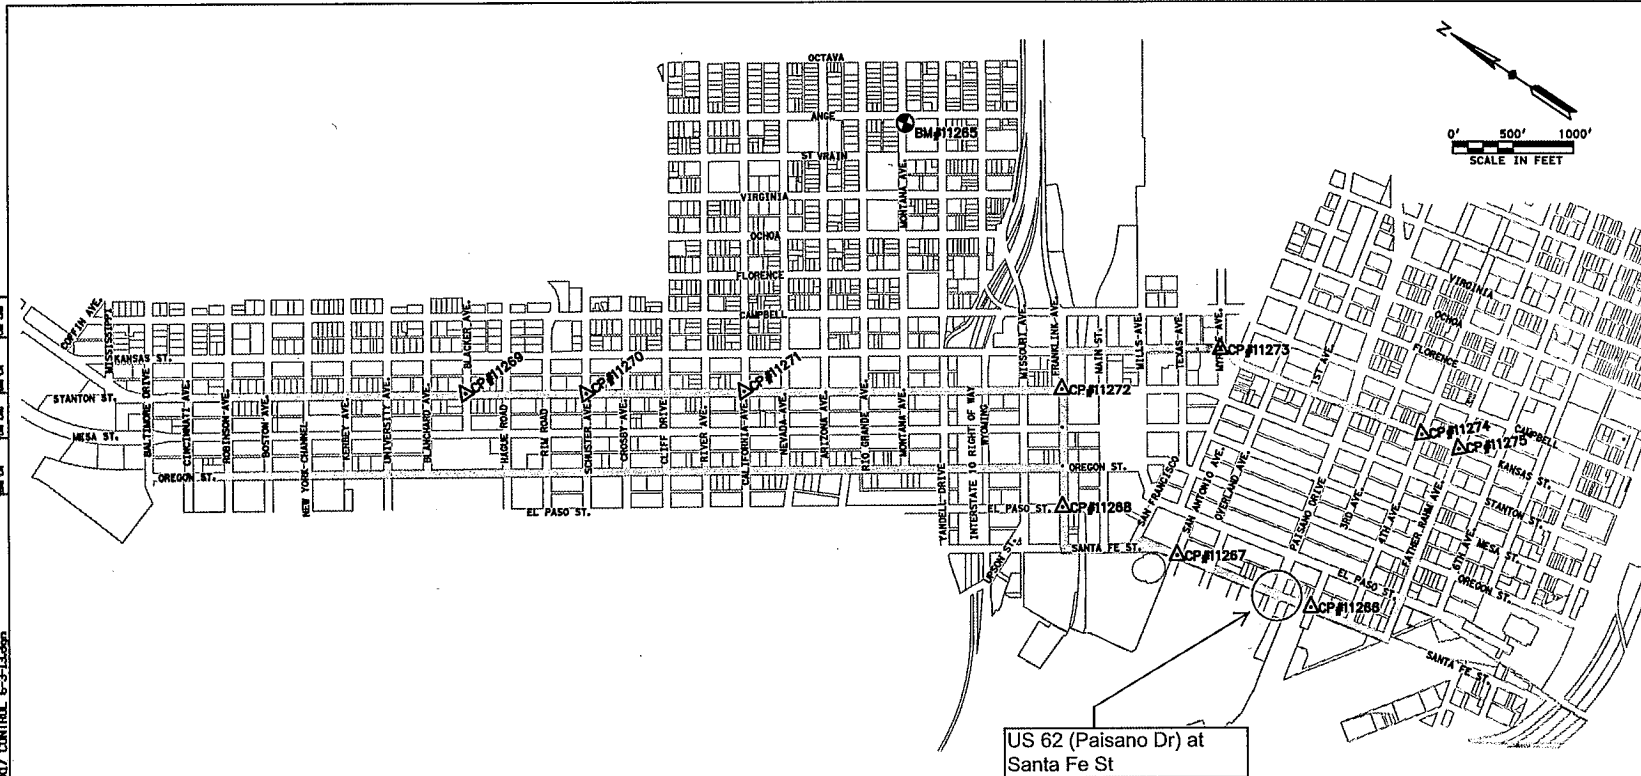 N
0' 500' 1000'
SCALE IN FEET
OCTAVA
ANGE
BM#11265
ST VRAIN
MONTANA AVE.
VIRGINIA
OCHOA
FLORENCE
CAMPBELL
COFFIN AVE.
MISSISSIPPI
KANSAS ST.
STANTON ST.
MESA ST.
OREGON ST.
BALTIMORE DRIVE
CINCINNATI AVE.
ROBINSON AVE.
BOSTON AVE.
NEW YORK-CHANNEL
KERBEY AVE.
UNIVERSITY AVE.
BLANCHARD AVE.
BLACKER AVE.
CP#11269
HAGUE ROAD
RIM ROAD
SCHUSTER AVE.
CP#11270
CROSBY AVE.
CLIFF DRIVE
RIVER AVE.
CALIFORNIA AVE.
CP#11271
NEVADA AVE.
ARIZONA AVE.
RIO GRANDE AVE.
MONTANA AVE.
YANDELL DRIVE
INTERSTATE 10 RIGHT OF WAY
WYOMING
MISSOURI AVE.
FRANKLIN AVE.
MAIN ST.
MILLS AVE.
TEXAS AVE.
CP#11273
CP#11272
OREGON ST.
EL PASO ST.
EL PASO ST.
CP#11268
SANTA FE ST.
UPSON ST.
SAN FRANCISCO
SAN ANTONIO AVE.
OVERLAND AVE.
CP#11267
1ST AVE.
PAISANO DRIVE
3RD AVE.
4TH AVE.
FATHER RAHM AVE.
6TH AVE.
VIRGINIA
OCHOA
FLORENCE
CAMPBELL
CP#11274
CP#11275
KANSAS ST.
STANTON ST.
MESA ST.
OREGON ST.
EL PASO ST.
CP#11266
SANTA FE ST.
US 62 (Paisano Dr) at
Santa Fe St